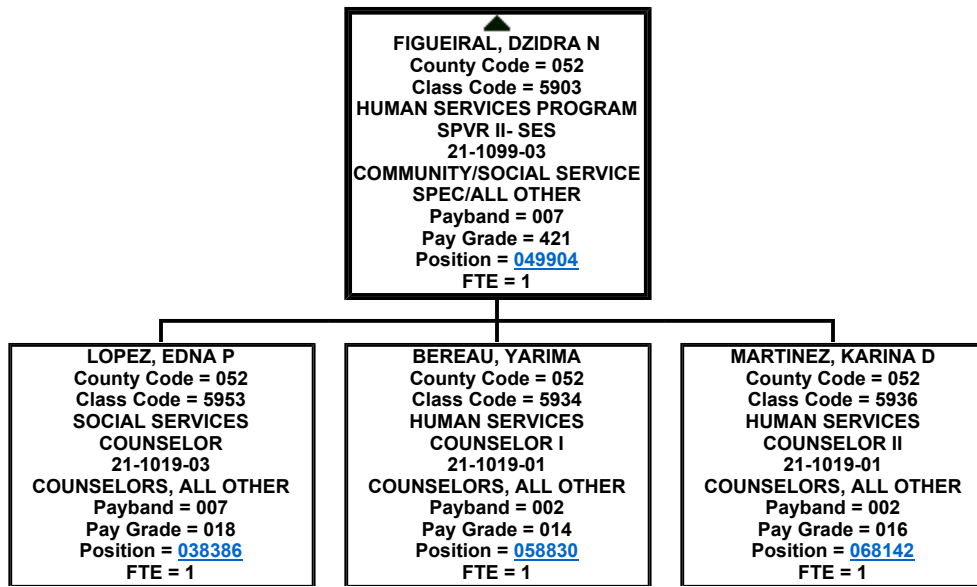 FIGUEIRAL, DZIDRA N
County Code = 052
Class Code = 5903
HUMAN SERVICES PROGRAM
SPVR II- SES
21-1099-03
COMMUNITY/SOCIAL SERVICE
SPEC/ALL OTHER
Payband = 007
Pay Grade = 421
Position = 049904
FTE = 1
LOPEZ, EDNA P
County Code = 052
Class Code = 5953
SOCIAL SERVICES
COUNSELOR
21-1019-03
COUNSELORS, ALL OTHER
Payband = 007
Pay Grade = 018
Position = 038386
FTE = 1
BEREAU, YARIMA
County Code = 052
Class Code = 5934
HUMAN SERVICES
COUNSELOR I
21-1019-01
COUNSELORS, ALL OTHER
Payband = 002
Pay Grade = 014
Position = 058830
FTE = 1
MARTINEZ, KARINA D
County Code = 052
Class Code = 5936
HUMAN SERVICES
COUNSELOR II
21-1019-01
COUNSELORS, ALL OTHER
Payband = 002
Pay Grade = 016
Position = 068142
FTE = 1